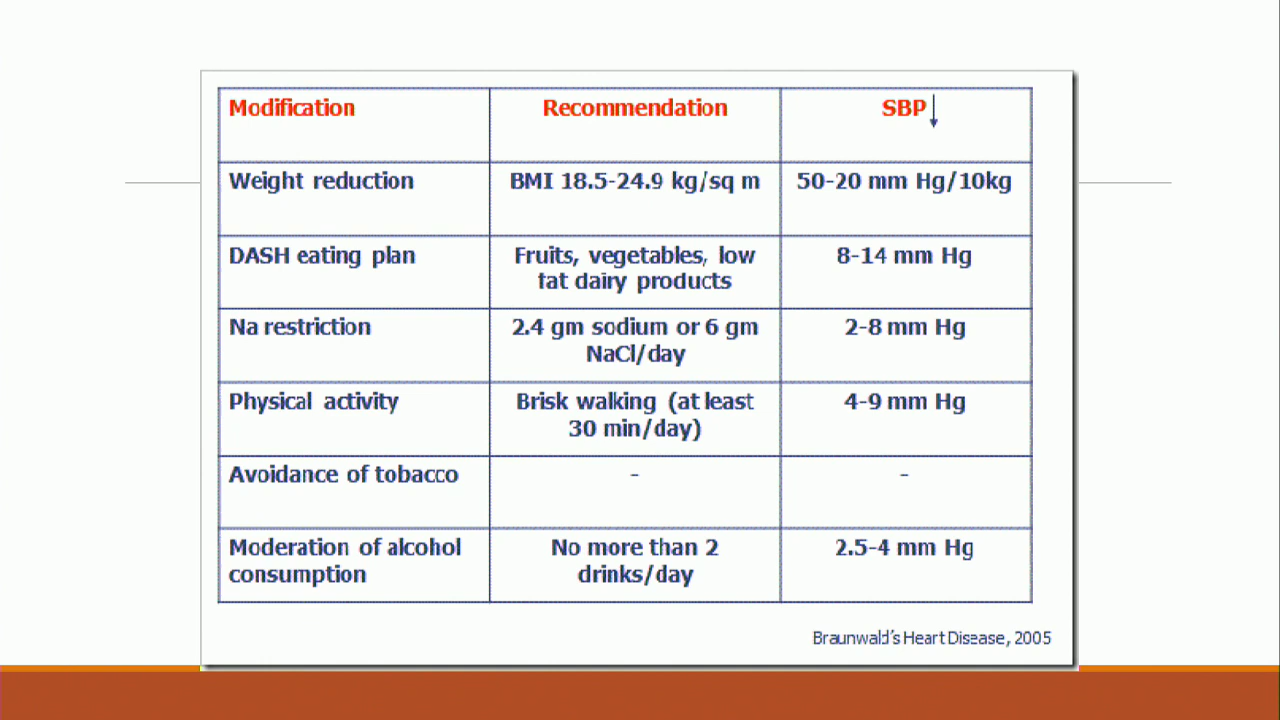 Modification Recommendation SBP↓
Weight reduction BMI 18.5-24.9 kg/sq m 50-20 mm Hg/10kg
DASH eating plan Fruits, vegetables, low 8-14 mm Hg
fat dairy products
Na restriction 2.4 gm sodium or 6 gm 2-8 mm Hg
NaCl/day
Physical activity Brisk walking (at least 4-9 mm Hg
30 min/day)
Avoidance of tobacco - -
Moderation of alcohol No more than 2 2.5-4 mm Hg
consumption drinks/day
Braunwald's Heart Disease, 2005